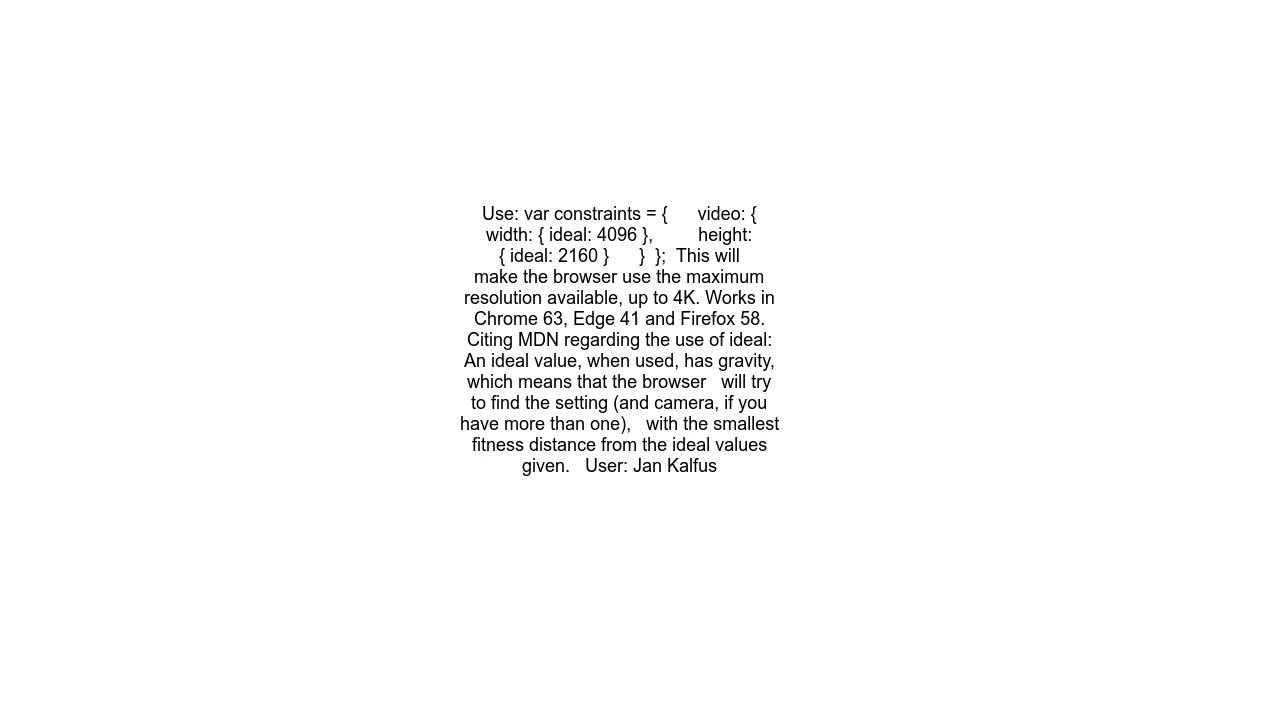 Use: var constraints = {      video: {
width: { ideal: 4096 },         height:
{ ideal: 2160 }      }  };  This will
make the browser use the maximum
resolution available, up to 4K. Works in
Chrome 63, Edge 41 and Firefox 58.
Citing MDN regarding the use of ideal:
An ideal value, when used, has gravity,
which means that the browser   will try
to find the setting (and camera, if you
have more than one),   with the smallest
fitness distance from the ideal values
given.   User: Jan Kalfus